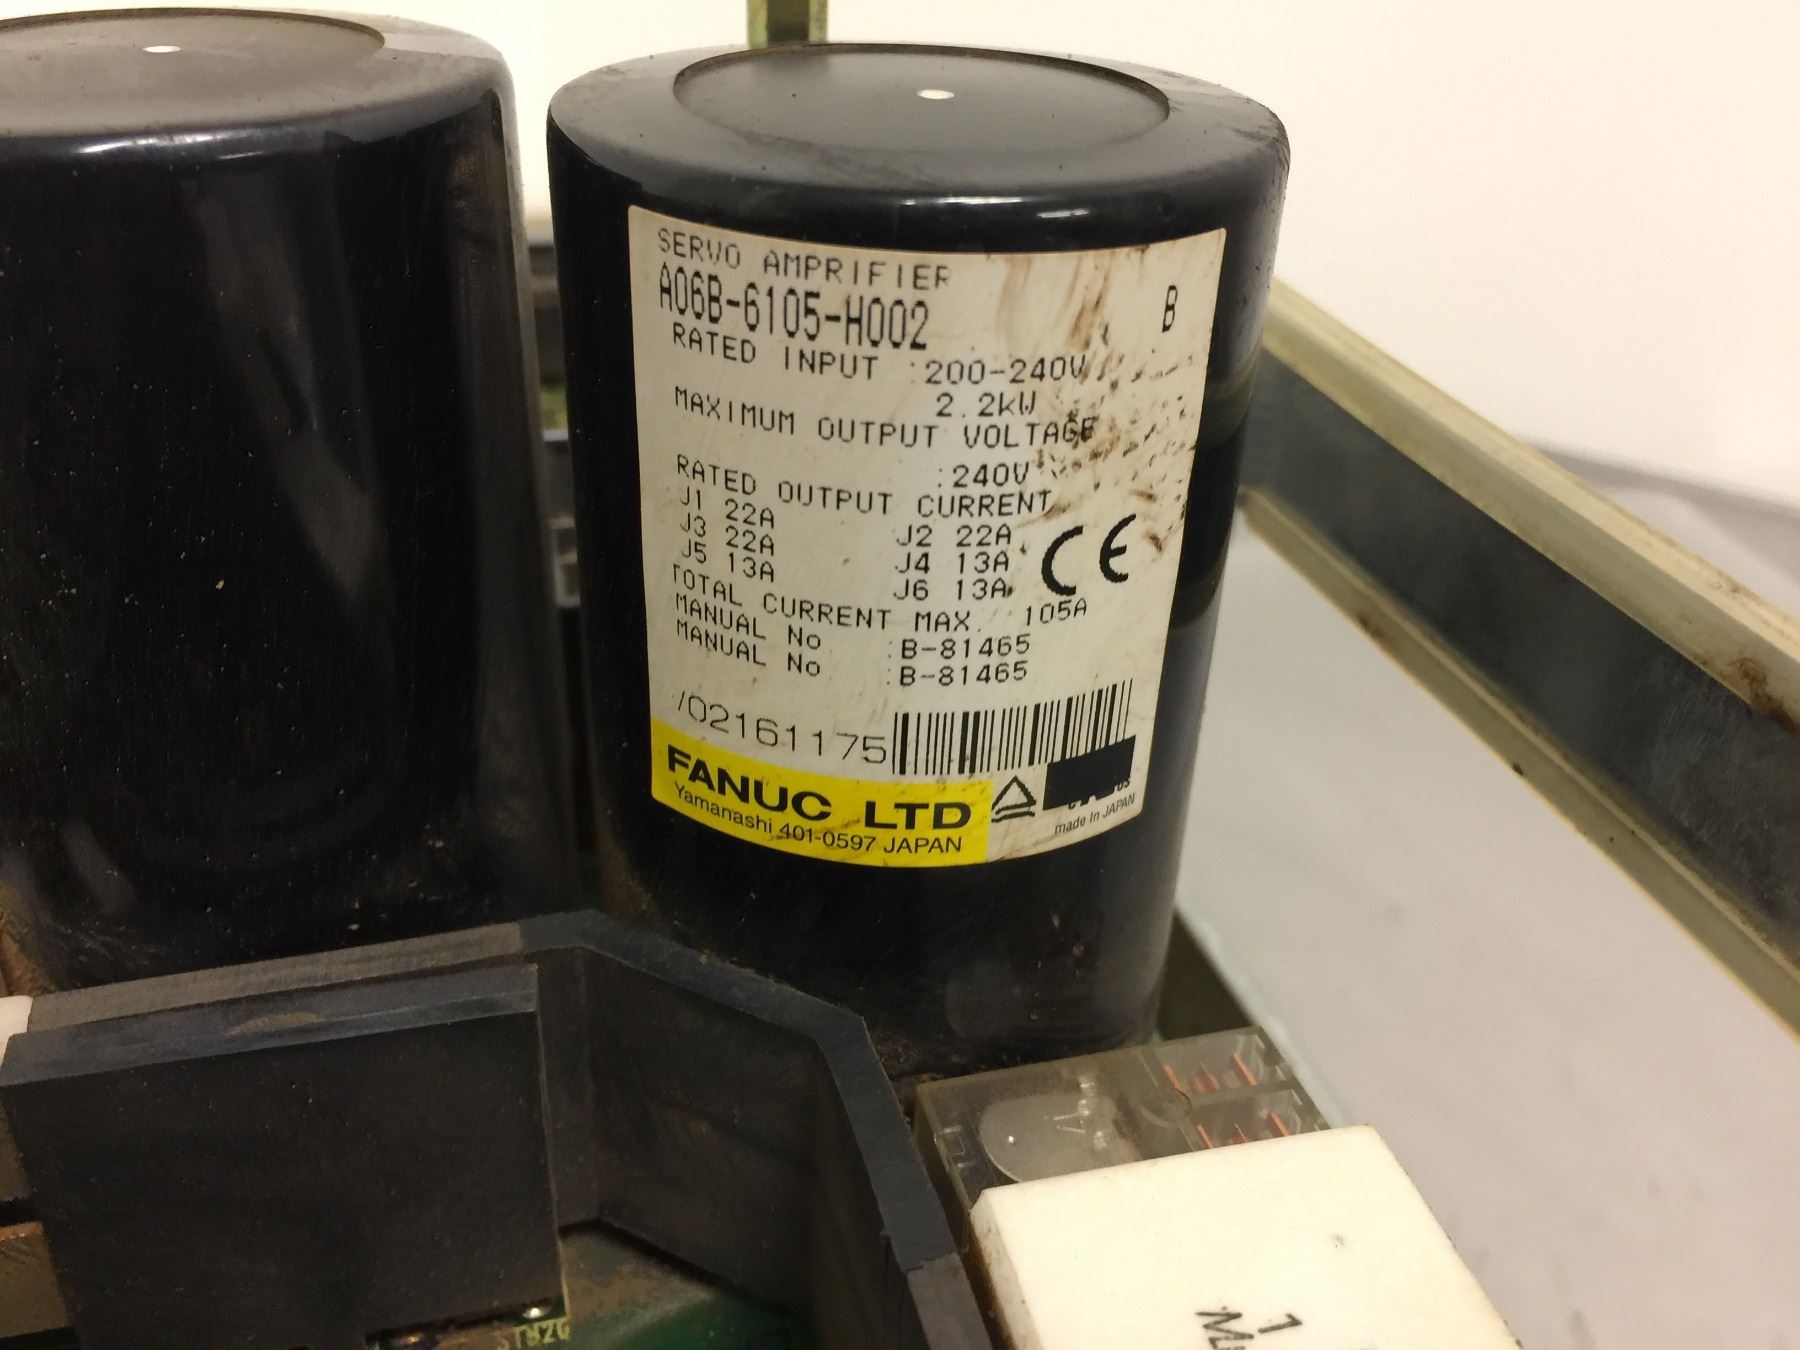 SERVO AMPRIFIER
A06B-6105-H002 B
RATED INPUT :200-240V
2.2kW
MAXIMUM OUTPUT VOLTAGE
:240V
RATED OUTPUT CURRENT
J1 22A J2 22A
J3 22A J4 13A
J5 13A J6 13A
TOTAL CURRENT MAX. 105A
MANUAL No :B-81465
MANUAL No :B-81465
V02161175
FANUC LTD
Yamanashi 401-0597 JAPAN
made in JAPAN
1